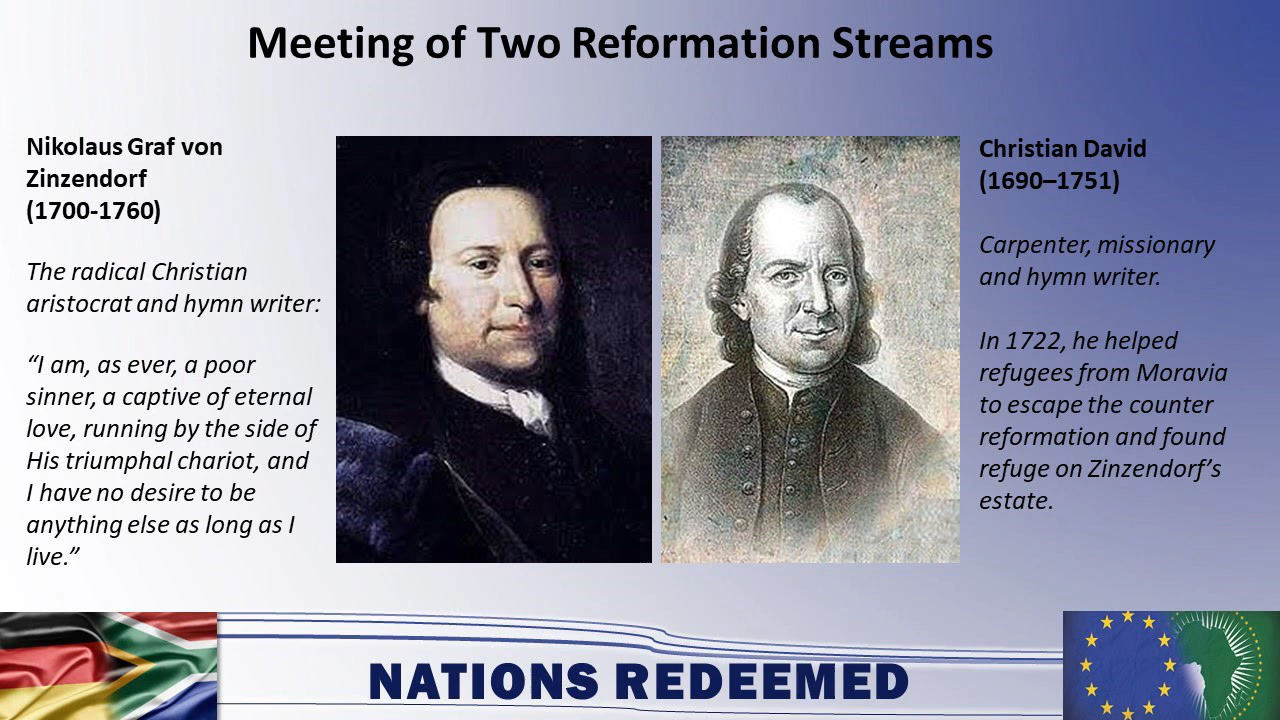 Meeting of Two Reformation Streams
Nikolaus Graf von
Zinzendorf
(1700-1760)
The radical Christian
aristocrat and hymn writer:
“I am, as ever, a poor
sinner, a captive of eternal
love, running by the side of
His triumphal chariot, and
I have no desire to be
anything else as long as I
live.”
Christian David
(1690–1751)
Carpenter, missionary
and hymn writer.
In 1722, he helped
refugees from Moravia
to escape the counter
reformation and found
refuge on Zinzendorf’s
estate.
NATIONS REDEEMED